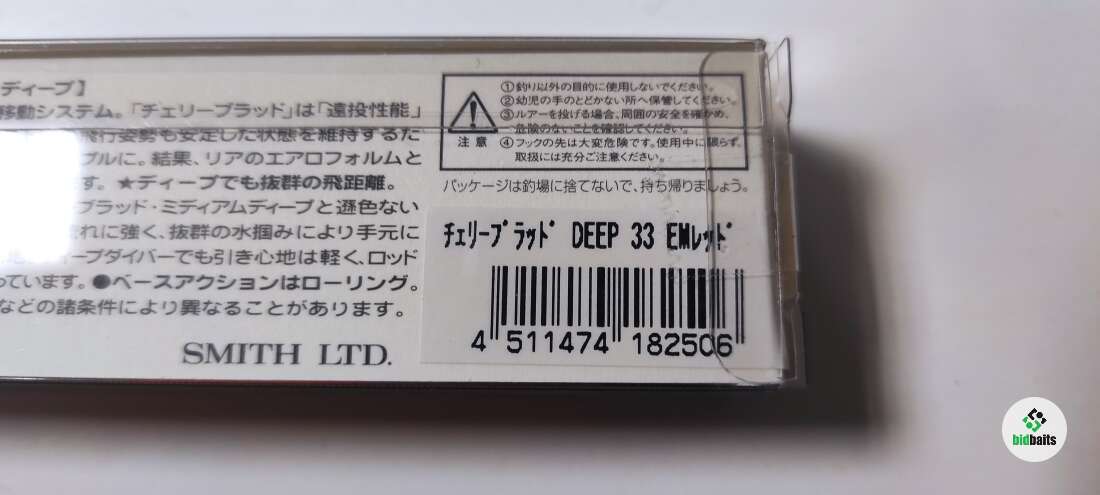 ディープ】
移動システム。「チェリーブラッド」は「遠投性能」
飛行姿勢も安定した状態を維持するた
ブルに。結果、リアのエアロフォルムと
す。 ★ディープでも抜群の飛距離。
ブラッド・ミディアムディープと遜色ない
れに強く、抜群の水掴みにより手元に
ープダイバーでも引き心地は軽く、ロッド
っています。●ベースアクションはローリング。
などの諸条件により異なることがあります。
SMITH LTD.
注意
①釣り以外の目的に使用しないでください。
②幼児の手のとどかない所へ保管してください。
③ルアーを投げる場合、周囲の安全を確かめ、
危険のないことを確認してください。
④フックの先は大変危険です。使用中に限らず、
取扱には充分ご注意ください。
パッケージは釣場に捨てないで、持ち帰りましょう。
チェリーブラッド DEEP 33 EMレッド
4 511474 182506
bidbaits